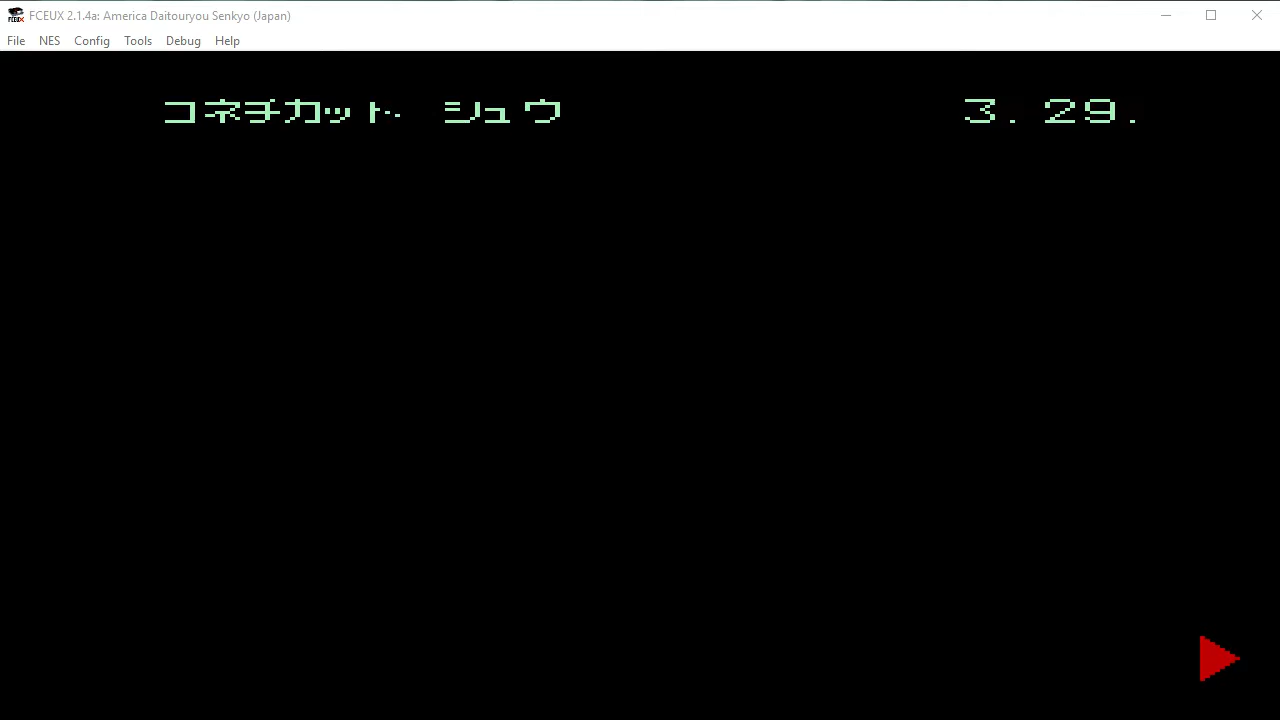 FCEUX 2.1.4a: America Daitouryou Senkyo (Japan)
File NES Config Tools Debug Help
コネチカット シュウ 3. 29.